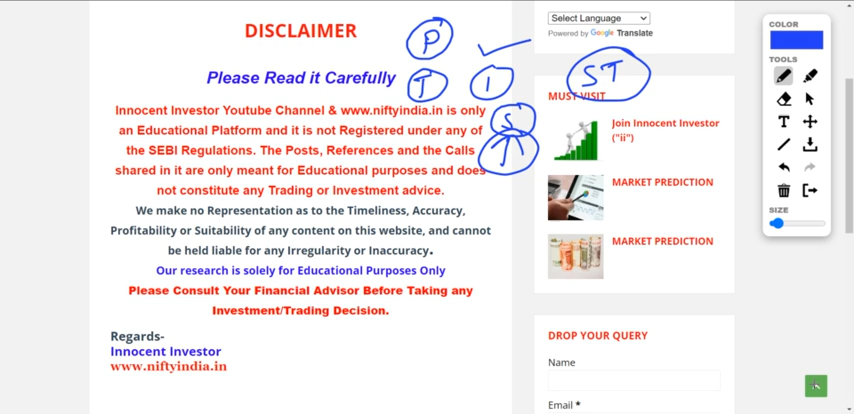 DISCLAIMER
Please Read it Carefully
Innocent Investor Youtube Channel & www.niftyindia.in is only
an Educational Platform and it is not Registered under any of
the SEBI Regulations. The Posts, References and the Calls
shared in it are only meant for Educational purposes and does
not constitute any Trading or Investment advice.
We make no Representation as to the Timeliness, Accuracy,
Profitability or Suitability of any content on this website, and cannot
be held liable for any Irregularity or Inaccuracy.
Our research is solely for Educational Purposes Only
Please Consult Your Financial Advisor Before Taking any
Investment/Trading Decision.
Regards-
Innocent Investor
www.niftyindia.in
P
T
I
S
ST
Select Language
Powered by Google Translate
MUST VISIT
Join Innocent Investor
("ii")
MARKET PREDICTION
MARKET PREDICTION
DROP YOUR QUERY
Name
Email *
COLOR
TOOLS
T
SIZE